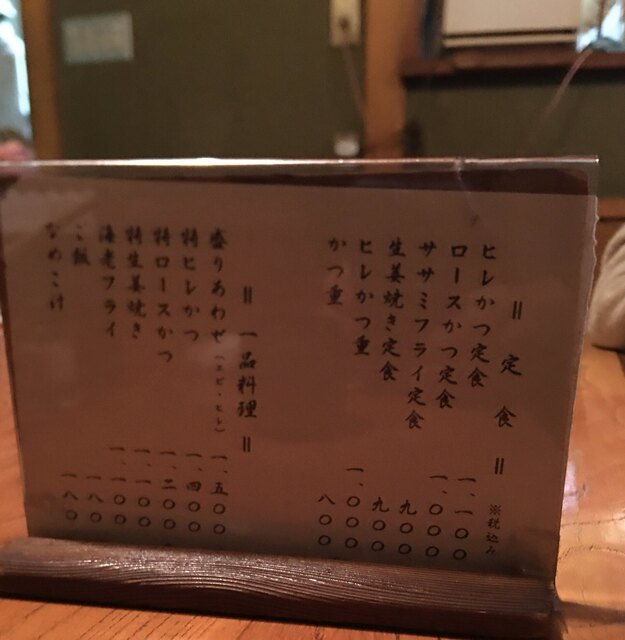 = 定食 =
※税込み
ヒレかつ定食 一、一〇〇
ロースかつ定食 一、〇〇〇
ササミフライ定食 九〇〇
生姜焼き定食 九〇〇
ヒレかつ重 一、〇〇〇
かつ重 八〇〇
= 一品料理 =
盛りあわせ(エビ・ヒレ) 一、五〇〇
特ヒレかつ 一、四〇〇
特ロースかつ 一、二〇〇
特生姜焼き 一、一〇〇
海老フライ 一、一〇〇
ご飯 一八〇
なめこ汁 一八〇